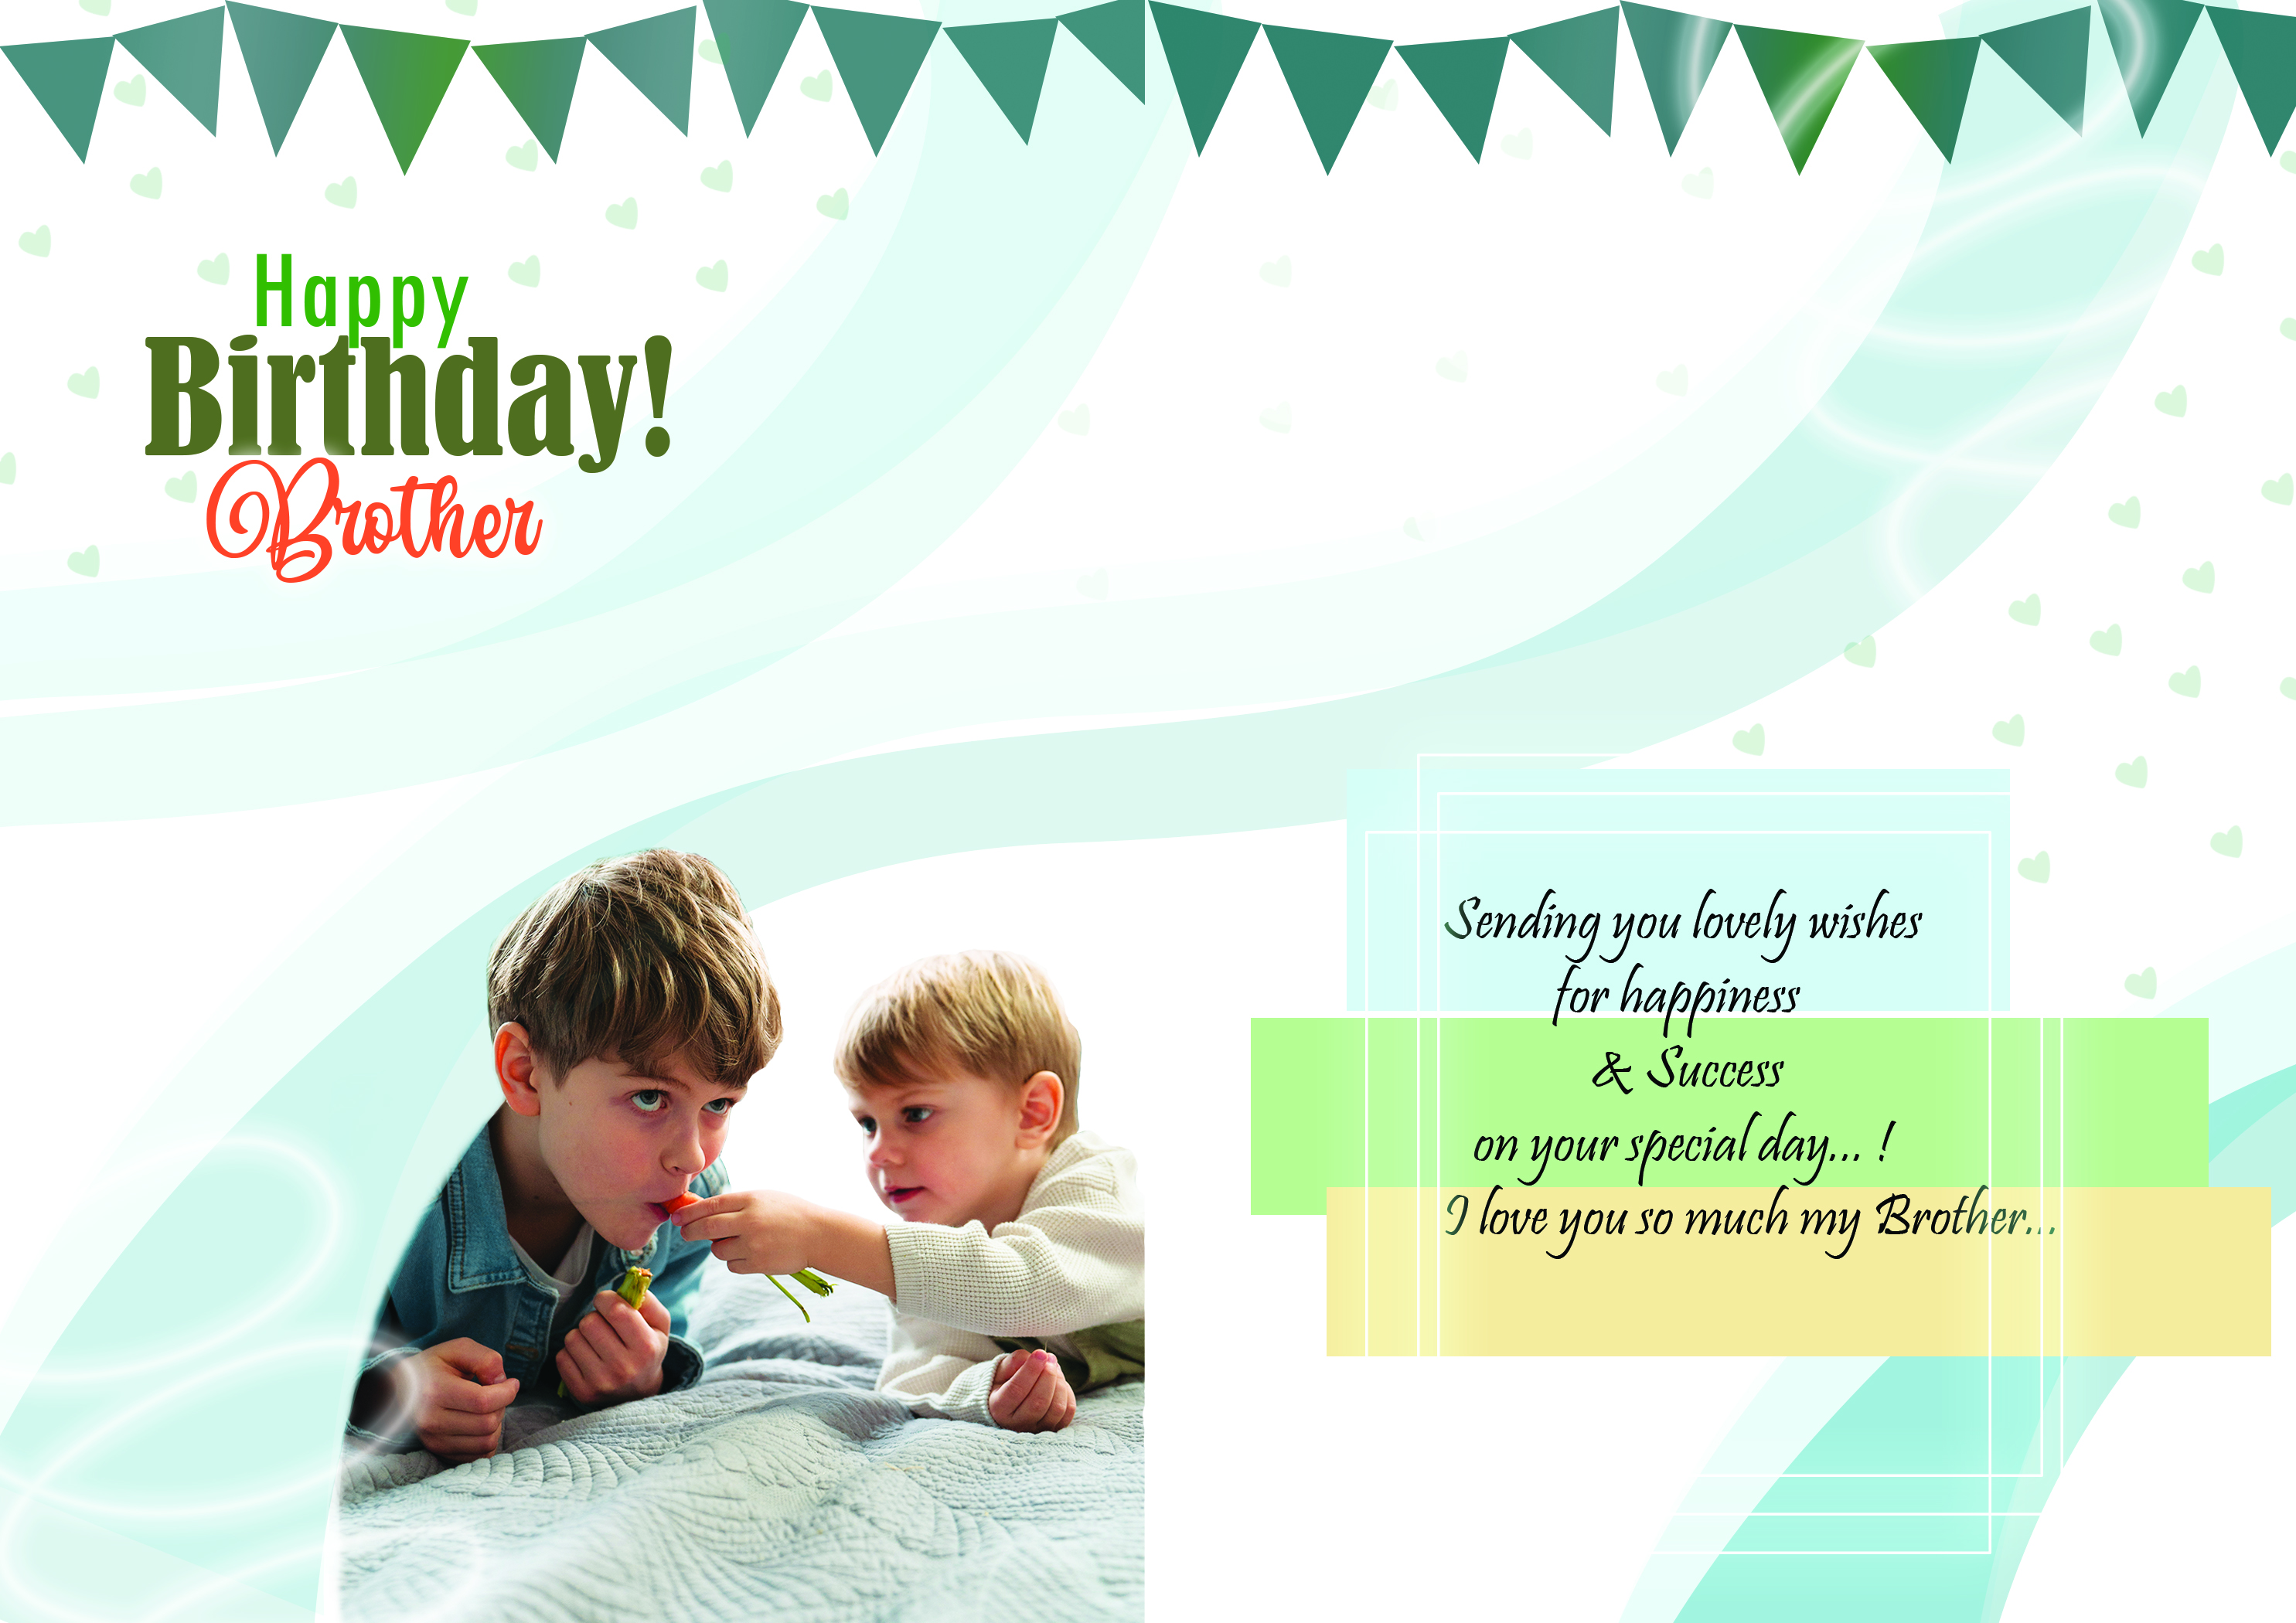 Happy
Birthday!
Brother
Sending you lovely wishes
for happiness
& Success
on your special day... !
I love you so much my Brother...